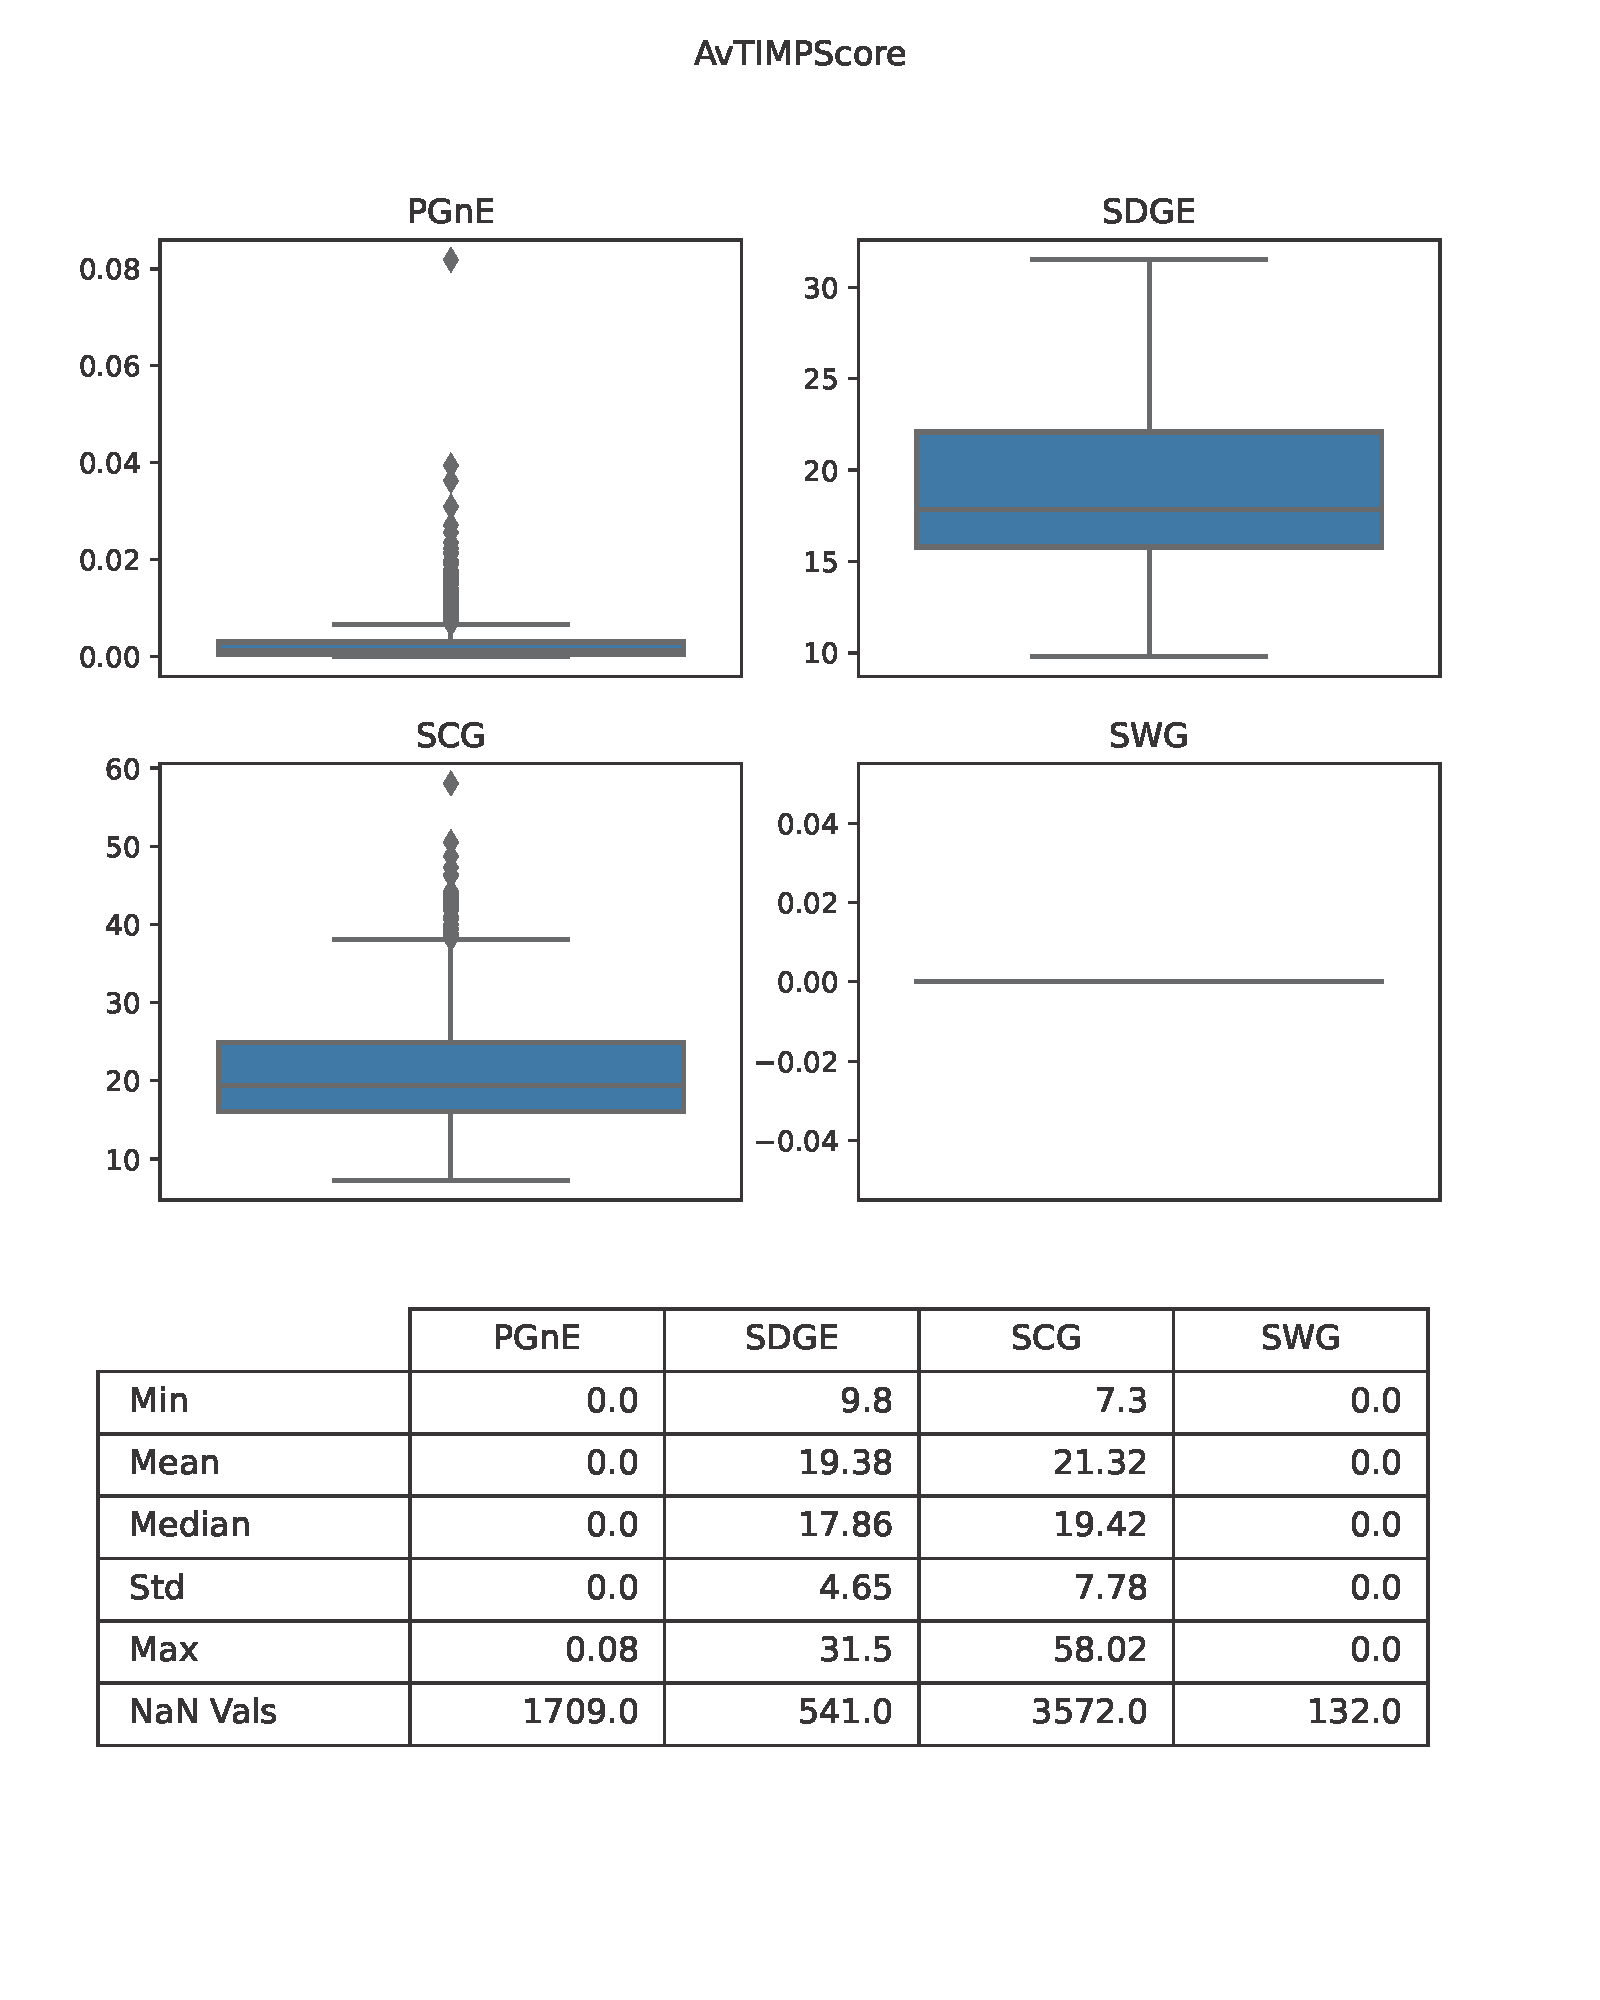 AvTIMPScore
PGnE
0.08
0.06
0.04
0.02
0.00
SDGE
30
25
20
15
10
SCG
60
50
40
30
20
10
SWG
0.04
0.02
0.00
−0.02
−0.04
PGnE SDGE SCG SWG
Min 0.0 9.8 7.3 0.0
Mean 0.0 19.38 21.32 0.0
Median 0.0 17.86 19.42 0.0
Std 0.0 4.65 7.78 0.0
Max 0.08 31.5 58.02 0.0
NaN Vals 1709.0 541.0 3572.0 132.0